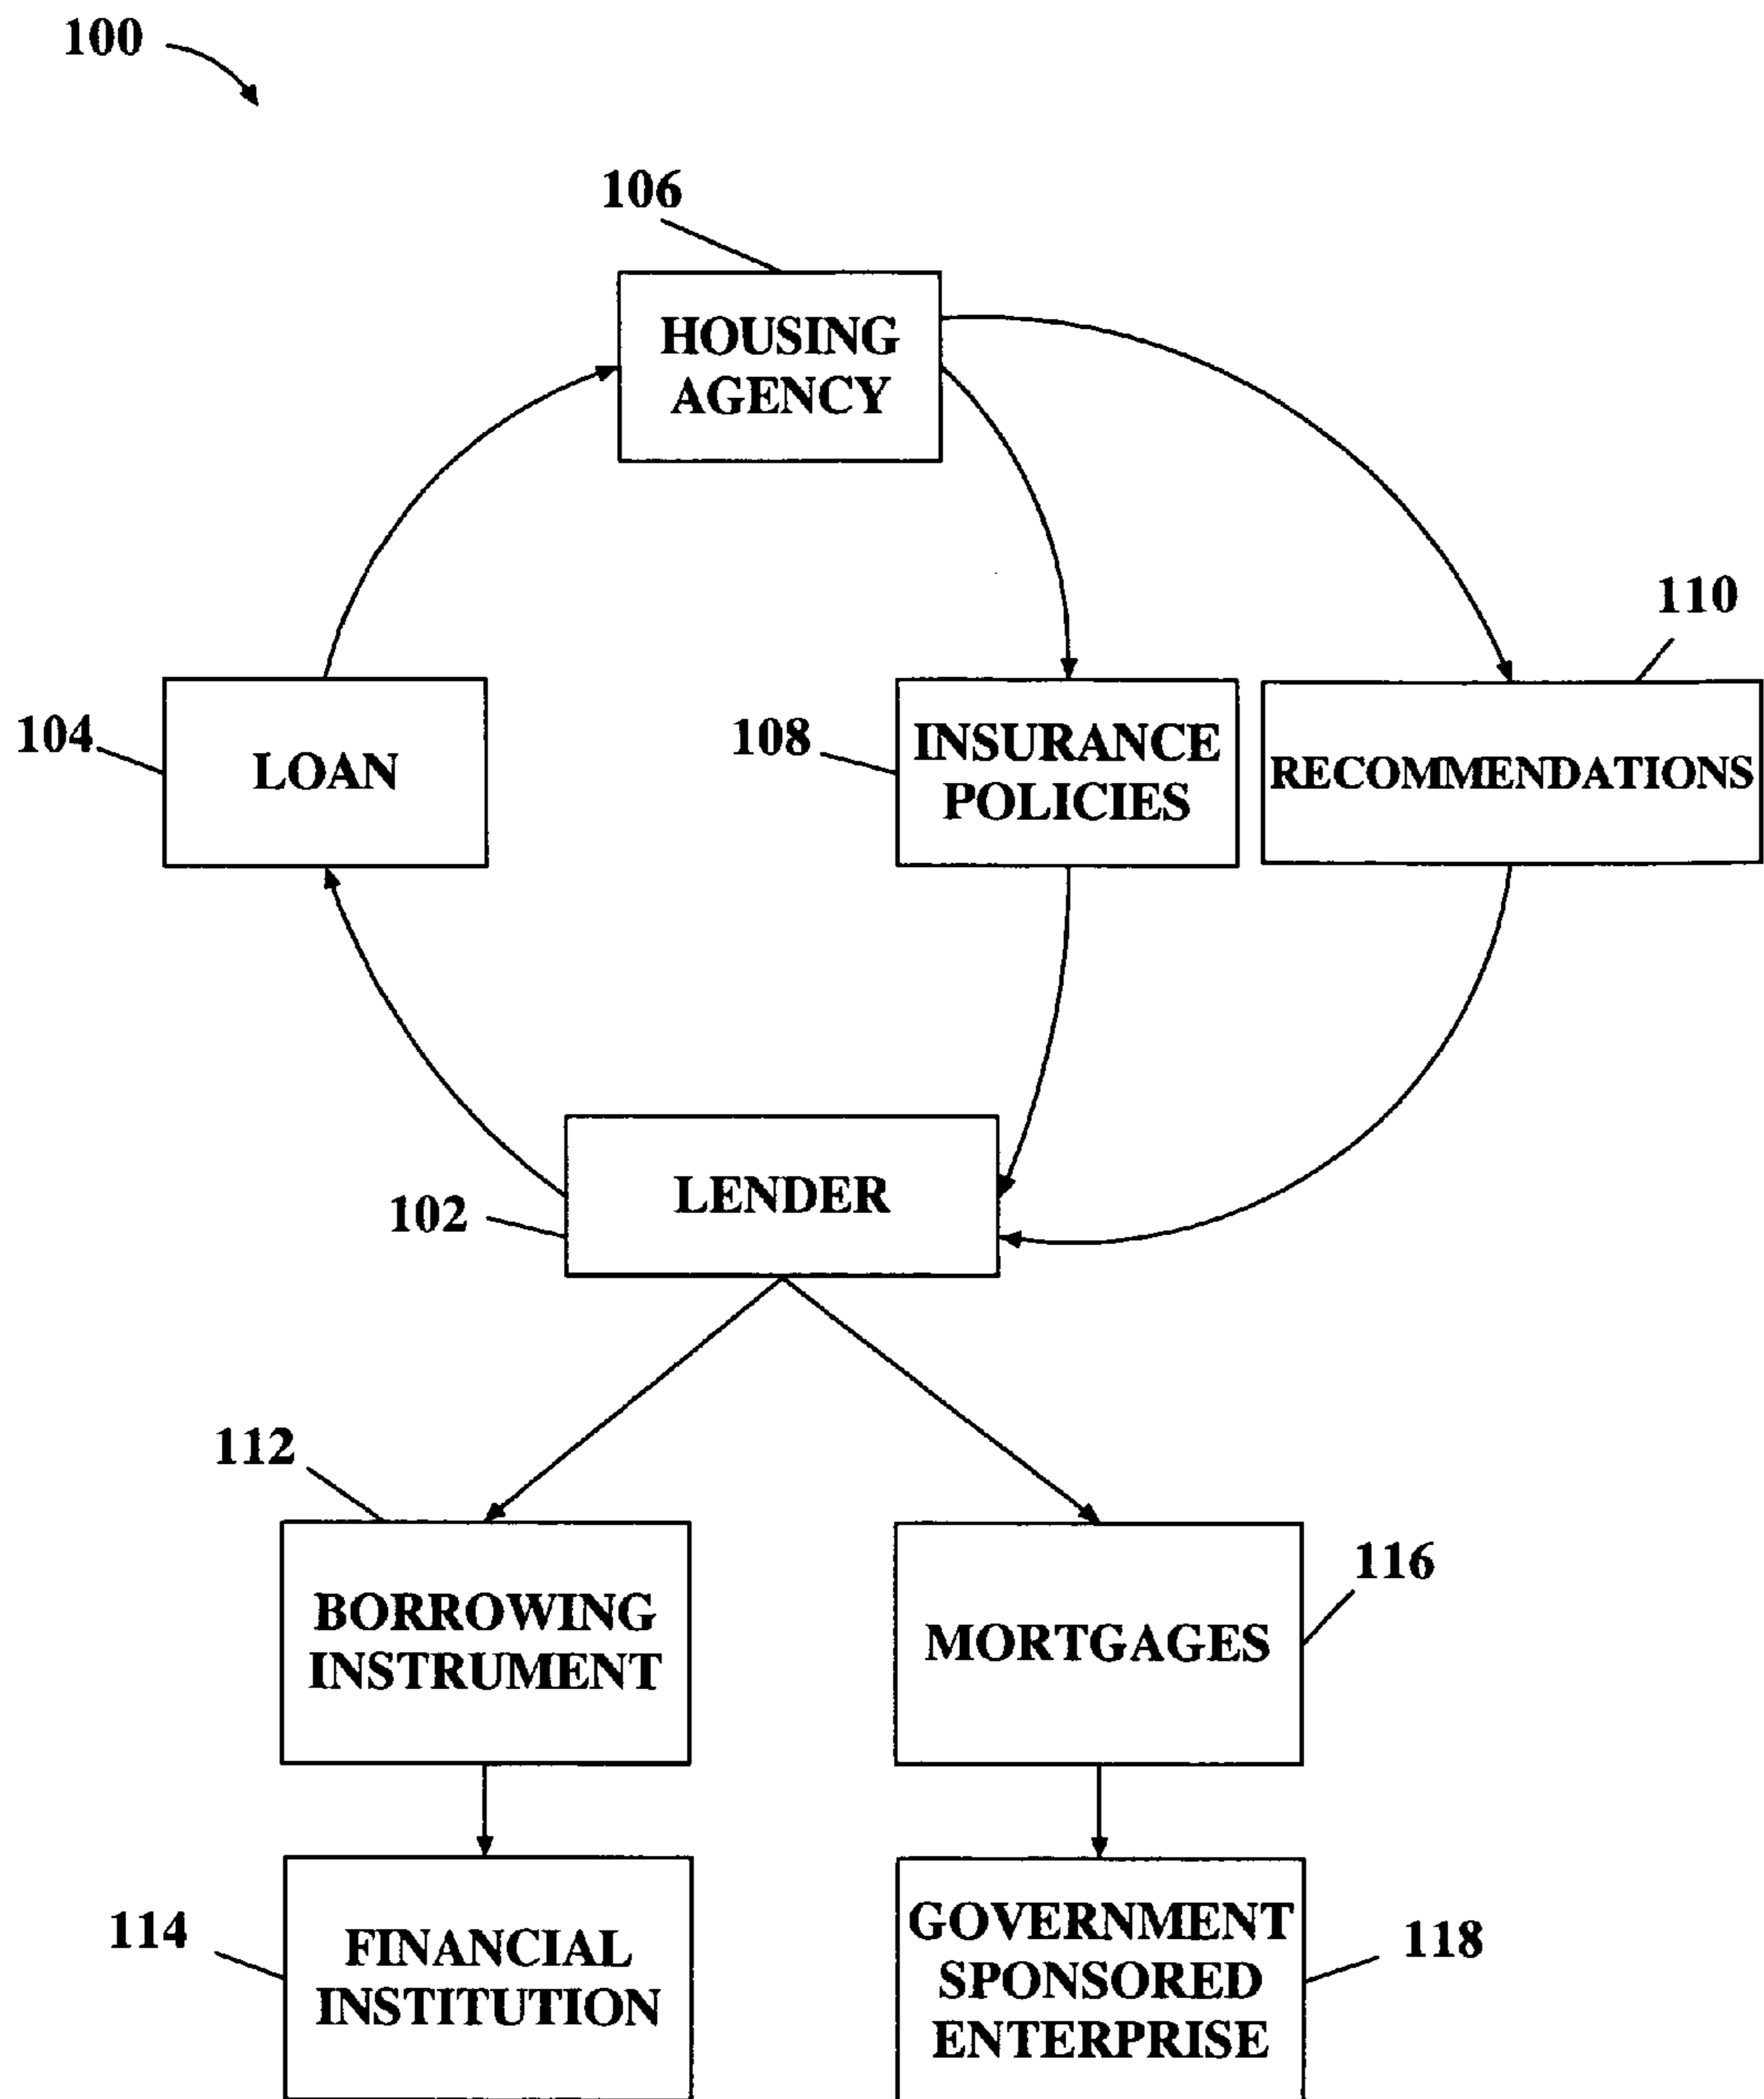 100
106
HOUSING
AGENCY
110
104
LOAN
108
INSURANCE
POLICIES
RECOMMENDATIONS
LENDER
102
112
116
BORROWING
INSTRUMENT
MORTGAGES
114
FINANCIAL
INSTITUTION
GOVERNMENT
SPONSORED
ENTERPRISE
118